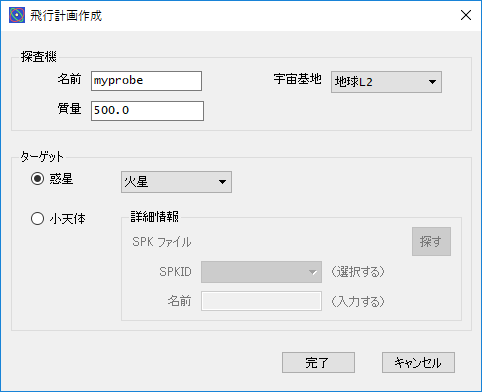 飛行計画作成
探査機
名前 myprobe 宇宙基地 地球L2
質量 500.0
ターゲット
惑星 火星
小天体 詳細情報
SPK ファイル 探す
SPKID (選択する)
名前 (入力する)
完了 キャンセル